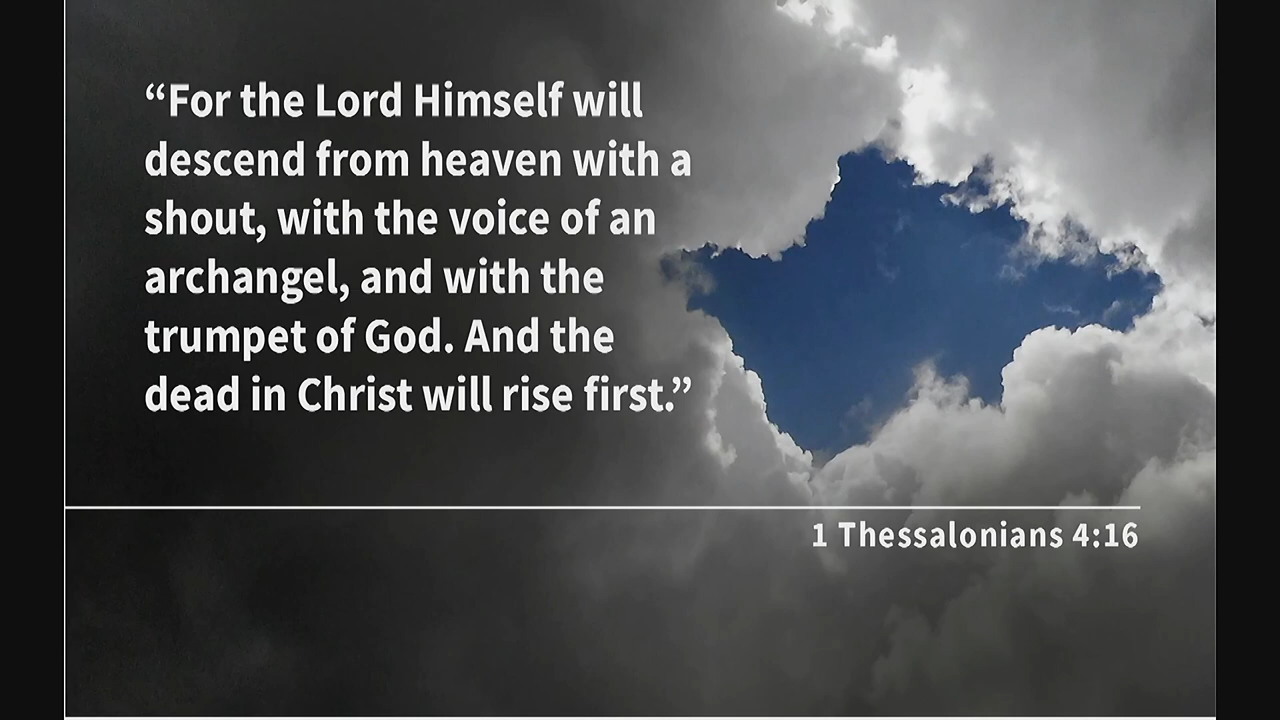 “For the Lord Himself will
descend from heaven with a
shout, with the voice of an
archangel, and with the
trumpet of God. And the
dead in Christ will rise first.”
1 Thessalonians 4:16